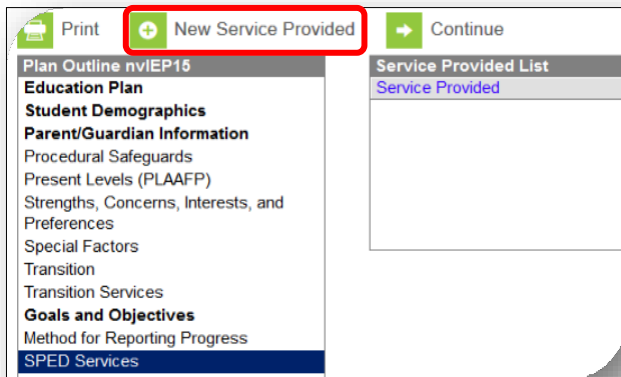 Print New Service Provided Continue
Plan Outline nvIEP15
Education Plan
Student Demographics
Parent/Guardian Information
Procedural Safeguards
Present Levels (PLAAFP)
Strengths, Concerns, Interests, and
Preferences
Special Factors
Transition
Transition Services
Goals and Objectives
Method for Reporting Progress
SPED Services
Service Provided List
Service Provided